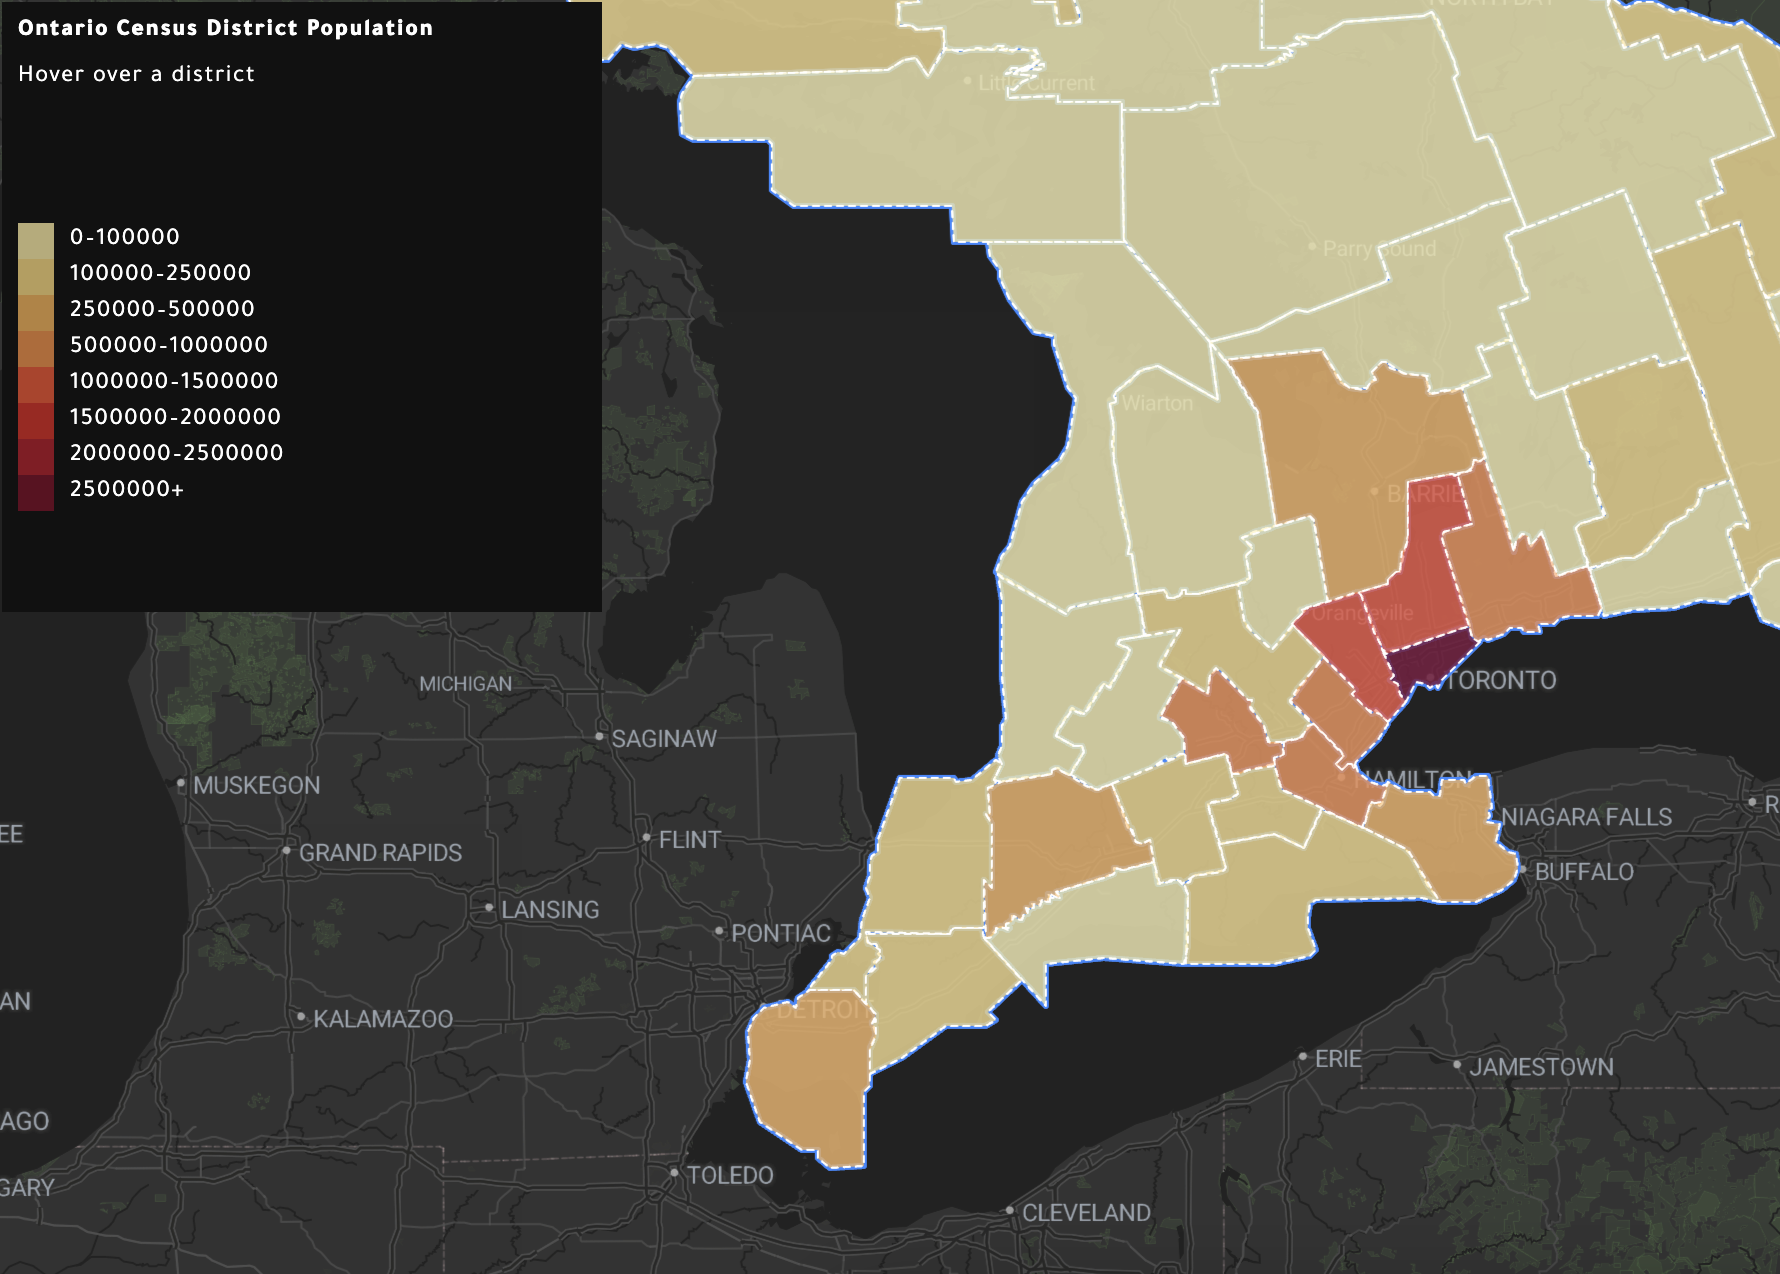 Ontario Census District Population
Hover over a district
0-100000
100000-250000
250000-500000
500000-1000000
1000000-1500000
1500000-2000000
2000000-2500000
2500000+
NORTH BAY
Little Current
Parry Sound
Wiarton
BARRIE
Orangeville
TORONTO
MICHIGAN
SAGINAW
HAMILTON
MUSKEGON
NIAGARA FALLS
R
EE
FLINT
GRAND RAPIDS
BUFFALO
LANSING
PONTIAC
AN
DETROIT
KALAMAZOO
ERIE
JAMESTOWN
AGO
TOLEDO
GARY
CLEVELAND